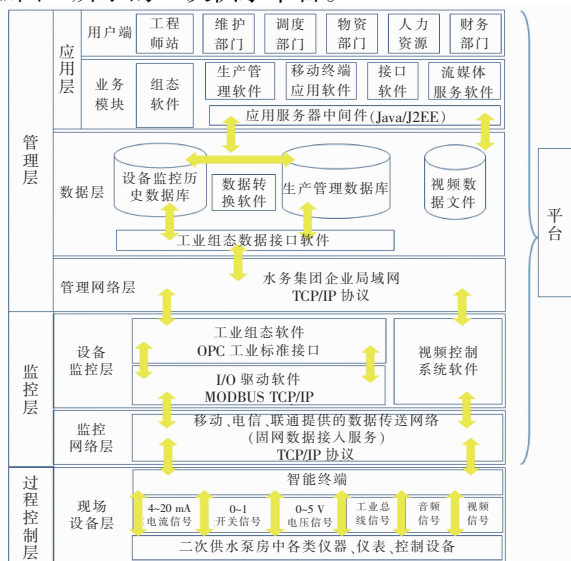 应用层
用户端
工程
师站
维护
部门
调度
部门
物资
部门
人力
资源
财务
部门
业务
模块
组态
软件
生产管
理软件
移动终端
应用软件
接口
软件
流媒体
服务软件
应用服务器中间件(Java/J2EE)
管理层
数据层
设备监控历
史数据库
数据转
换软件
生产管理数据库
视频数
据文件
工业组态数据接口软件
平台
管理网络层
水务集团企业局域网
TCP/IP 协议
监控层
设备
监控层
工业组态软件
OPC 工业标准接口
I/O 驱动软件
MODBUS TCP/IP
视频控制
系统软件
监控
网络层
移动、电信、联通提供的数据传送网络
(固网数据接入服务)
TCP/IP 协议
过程控制层
现场
设备层
智能终端
4~20 mA
电流信号
0~1
开关信号
0~5 V
电压信号
工业总
线信号
音频
信号
视频
信号
二次供水泵房中各类仪器、仪表、控制设备